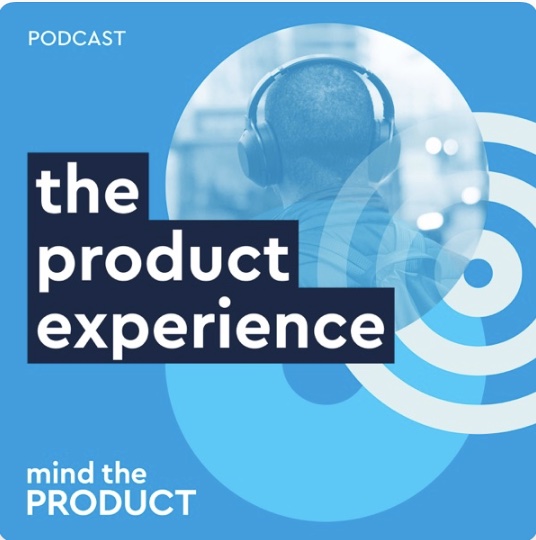 PODCAST
the
product
experience
mind the
PRODUCT